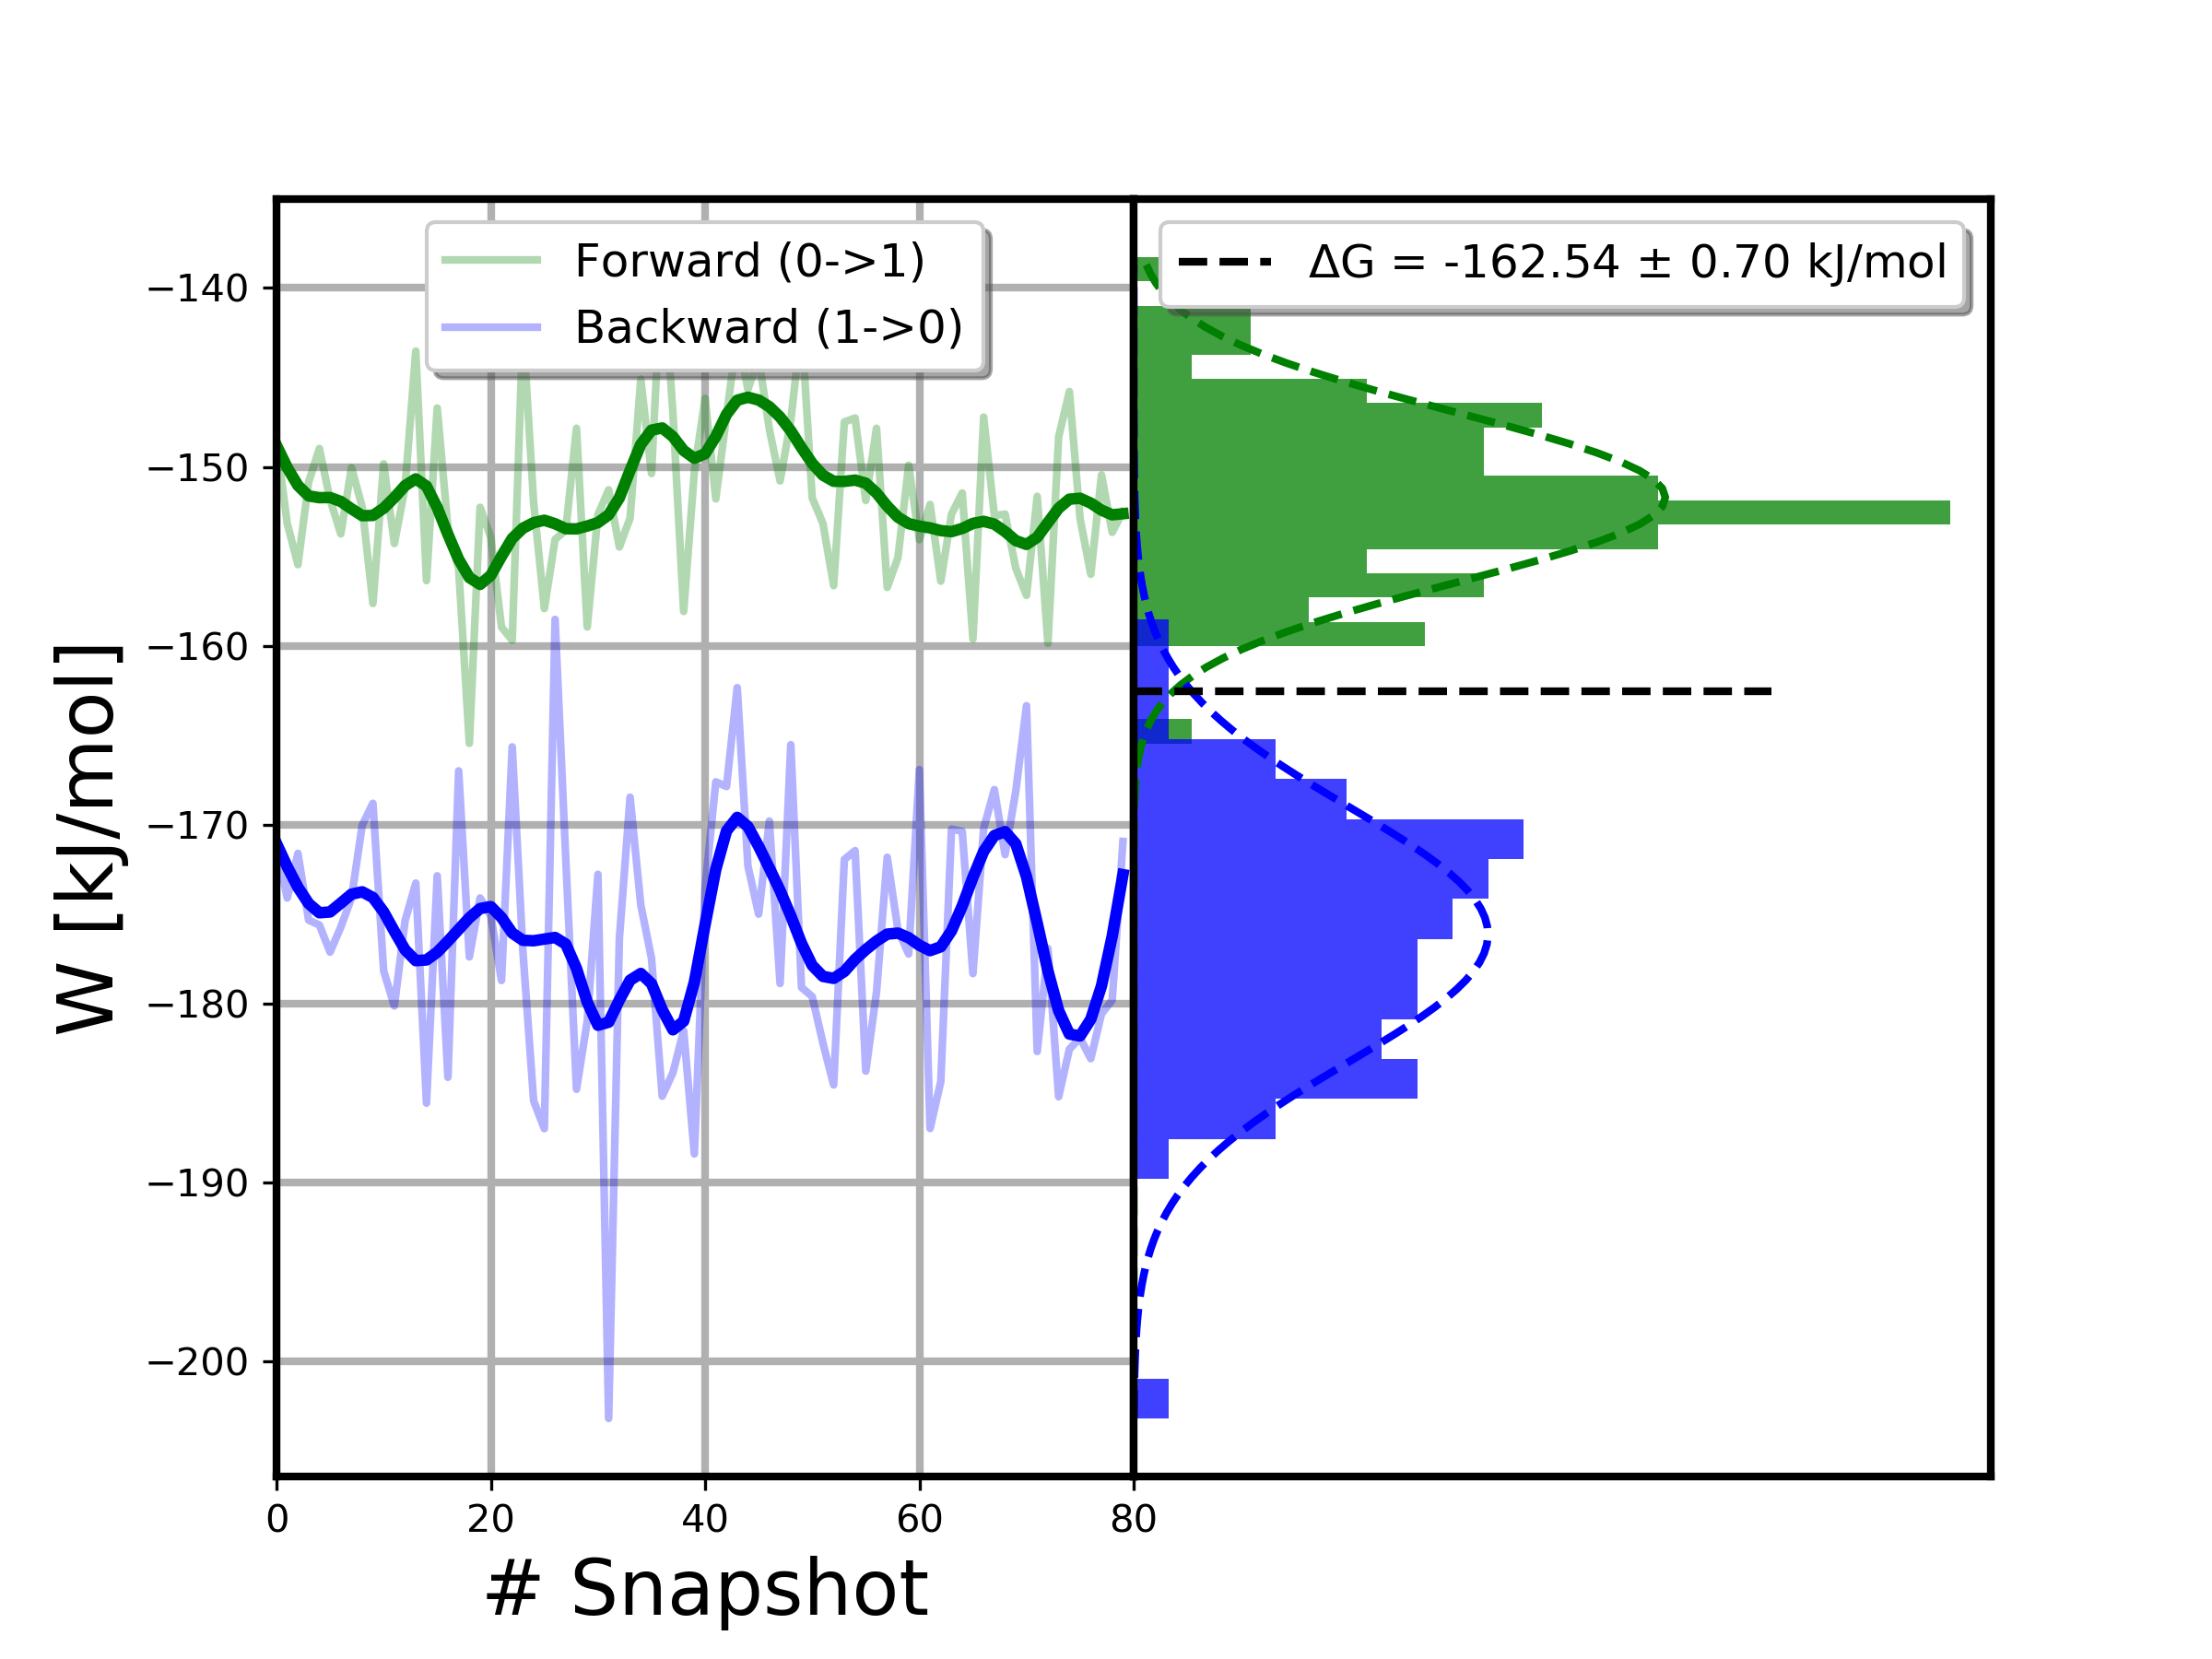 Forward (0->1)
Backward (1->0)
ΔG = -162.54 ± 0.70 kJ/mol
W [kJ/mol]
−140
−150
−160
−170
−180
−190
−200
0 20 40 60 80
# Snapshot